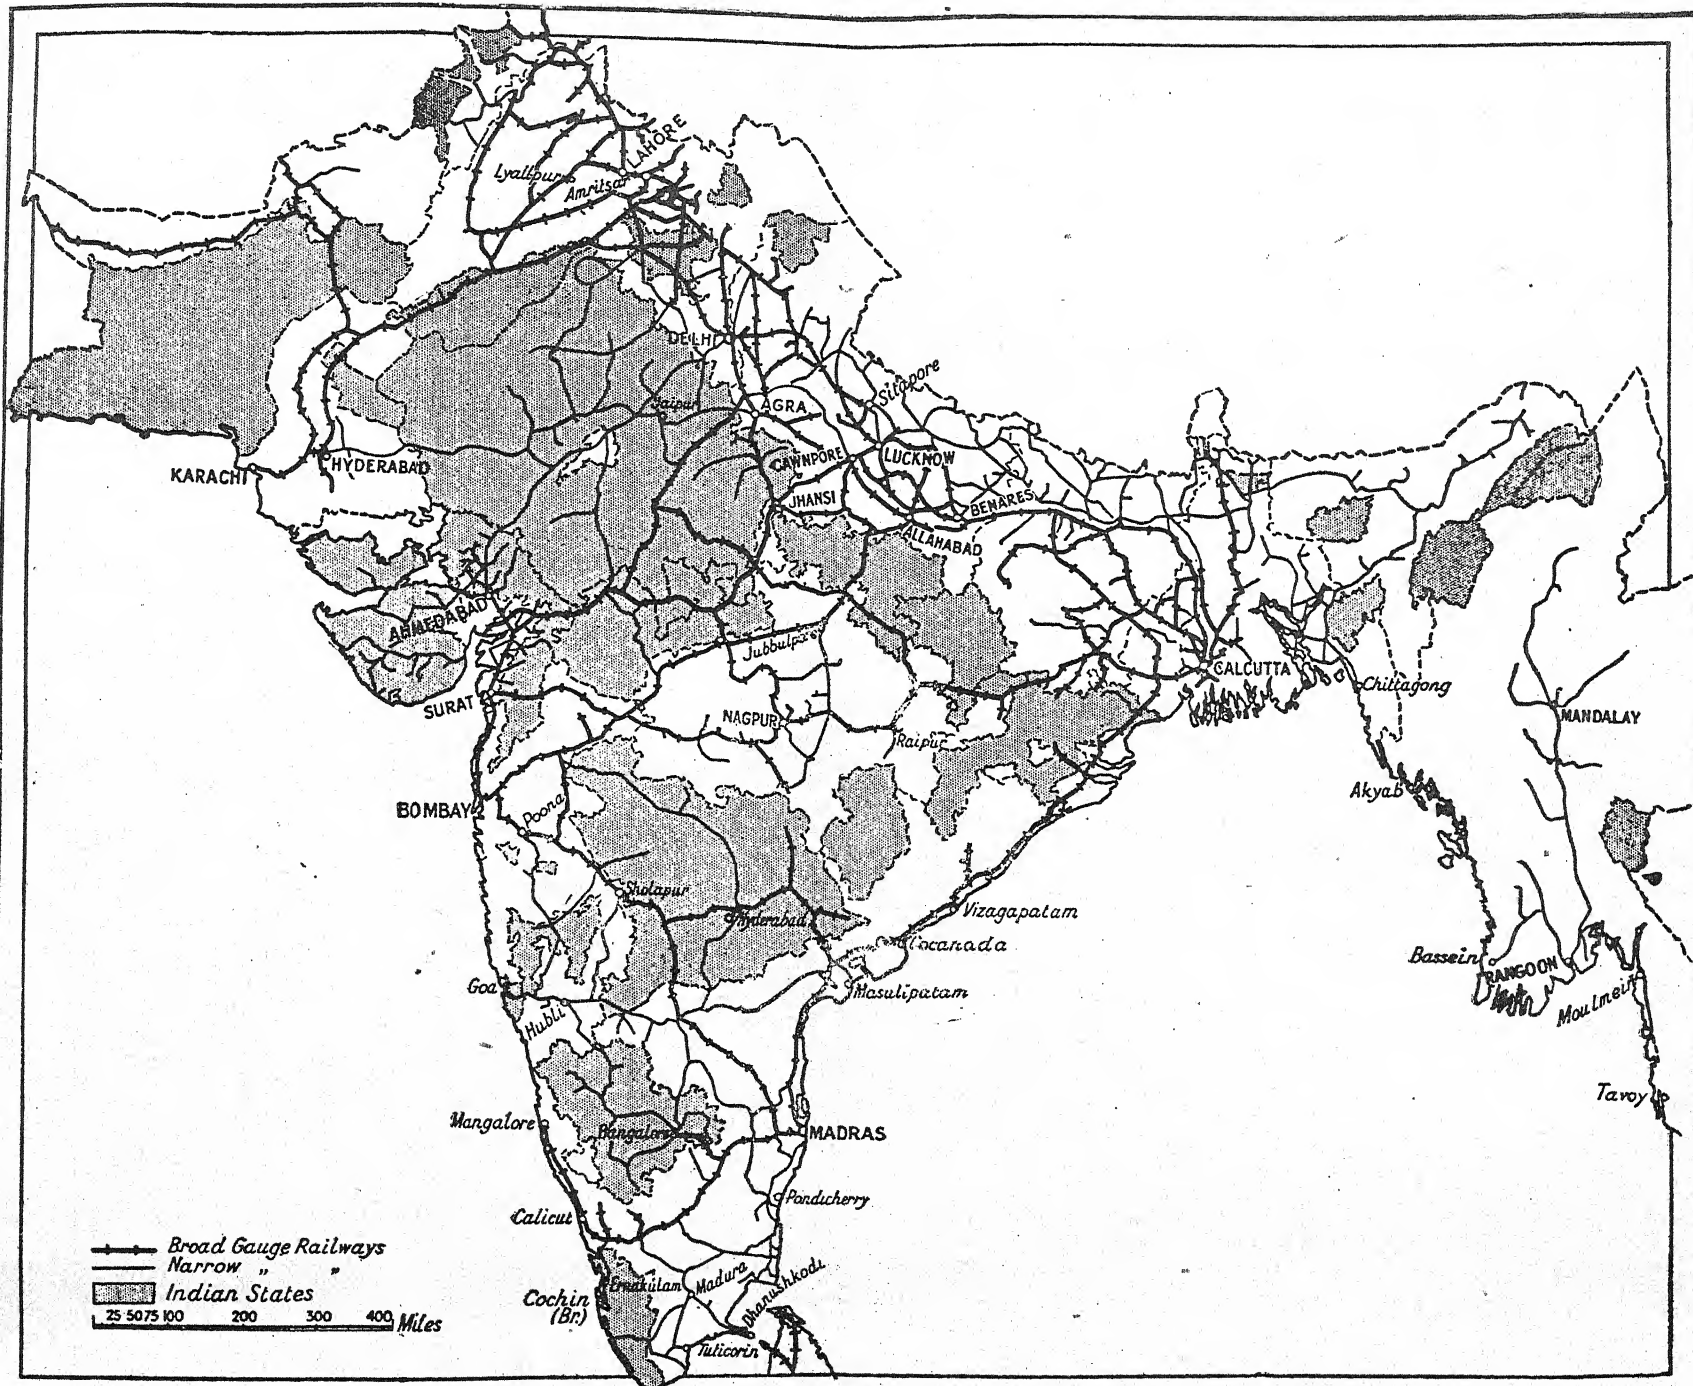 LAHORE
Lyallpur
Amritsar
DELHI
Sitapore
Jaipur
AGRA
CAWNPORE
LUCKNOW
KARACHI
HYDERABAD
JHANSI
BENARES
ALLAHABAD
AHMEDABAD
Jubbulpore
CALCUTTA
Chittagong
SURAT
NAGPUR
MANDALAY
Raipur
BOMBAY
Poona
Akyab
Sholapur
Hyderabad
Vizagapatam
Cocanada
Bassein
RANGOON
Goa
Masulipatam
Moulmein
Hubli
Tavoy
Mangalore
Bangalore
MADRAS
Pondicherry
Calicut
Broad Gauge Railways
Narrow „ „
Indian States
25 50 75 100 200 300 400 Miles
Ernakulam
Madura
Dhanushkodi
Cochin
(Br.)
Tuticorin